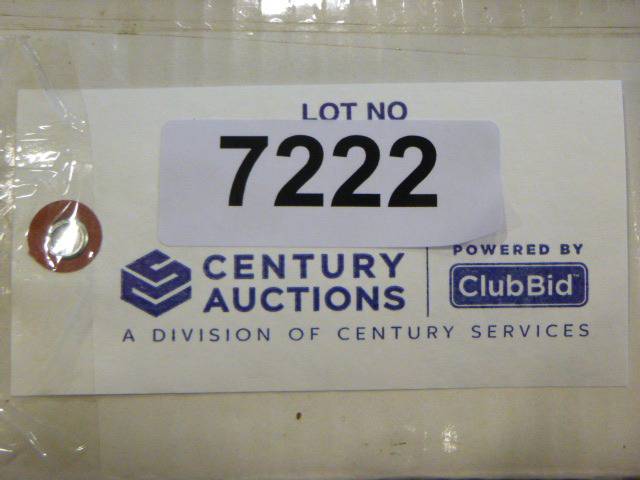 LOT NO
7222
CENTURY
AUCTIONS
POWERED BY
ClubBid
A DIVISION OF CENTURY SERVICES